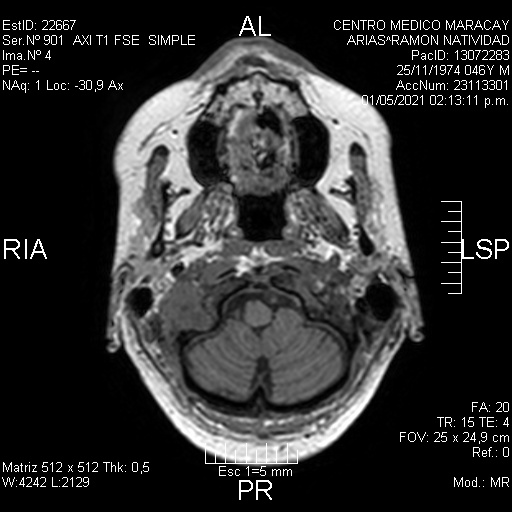 EstID: 22667
Ser.Nº 901 AXI T1 FSE SIMPLE
Ima.Nº 4
PE= --
NAq: 1 Loc: -30,9 Ax
AL
CENTRO MEDICO MARACAY
ARIAS^RAMON NATIVIDAD
PacID: 13072283
25/11/1974 046Y M
AccNum: 23113301
01/05/2021 02:13:11 p.m.
RIA
LSP
FA: 20
TR: 15 TE: 4
FOV: 25 x 24,9 cm
Ref.: 0
Matriz 512 x 512 Thk: 0,5
W:4242 L:2129
Esc 1=5 mm
PR
Mod.: MR